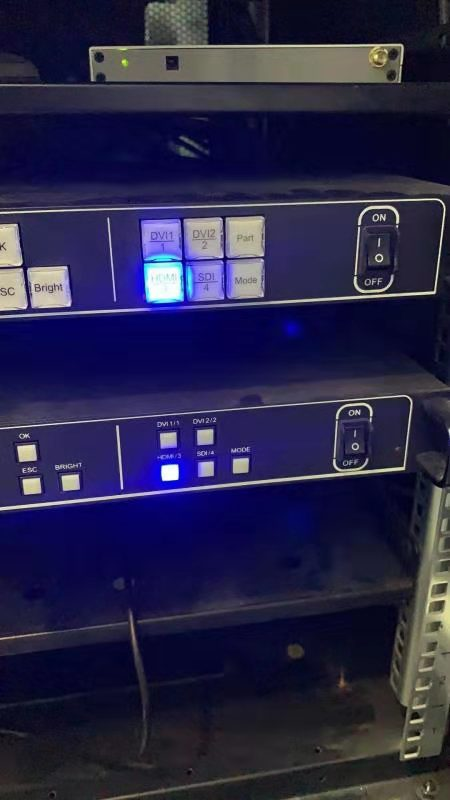 K
DVI1
1
DVI2
2
Part
SC
Bright
HDMI
SDI
4
Mode
ON
I
O
OFF
OK
ESC
BRIGHT
DVI 1/1
DVI 2/2
HDMI/3
SDI/4
MODE
ON
I
O
OFF